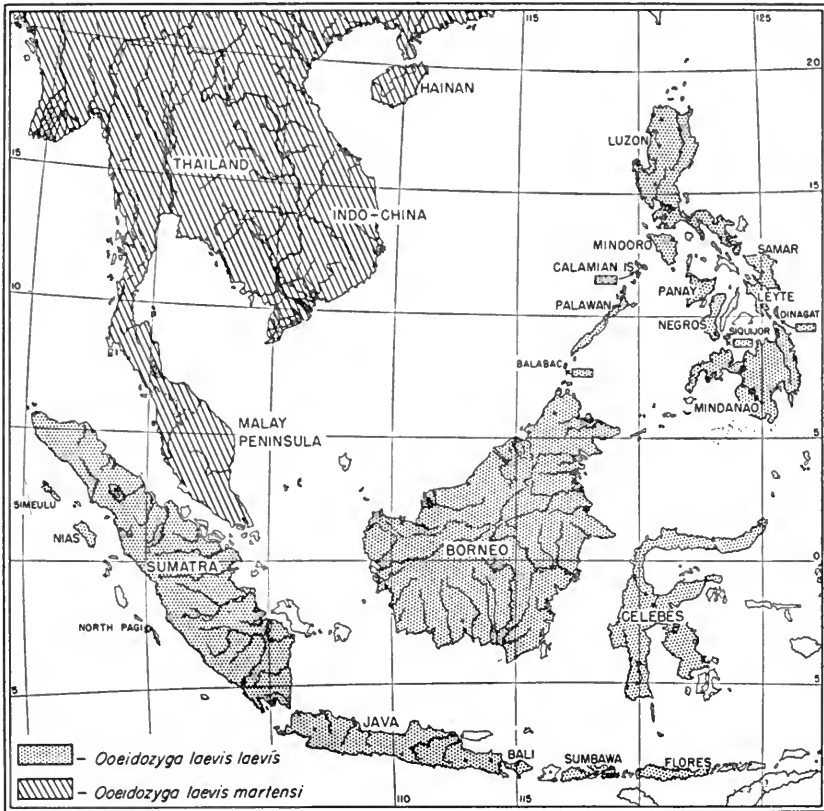 115
125
20
HAINAN
LUZON
15
THAILAND
110
15
INDO-CHINA
MINDORO
SAMAR
CALAMIAN IS.
10
PANAY
LEYTE
PALAWAN
DINAGAT
10
NEGROS
SIQUIJOR
BALABAC
MINDANAO
MALAY
PENINSULA
5
SIMEULU
NIAS
BORNEO
SUMATRA
0
CELEBES
NORTH PAGI
5
5
JAVA
– Ooeidozyga laevis laevis
BALI
SUMBAWA
FLORES
– Ooeidozyga laevis martensi
110
115